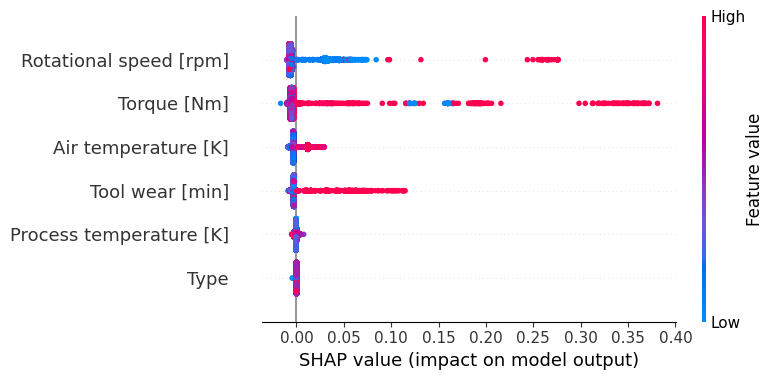 High
Rotational speed [rpm]
Torque [Nm]
Air temperature [K]
Tool wear [min]
Process temperature [K]
Type
Feature value
Low
0.00 0.05 0.10 0.15 0.20 0.25 0.30 0.35 0.40
SHAP value (impact on model output)